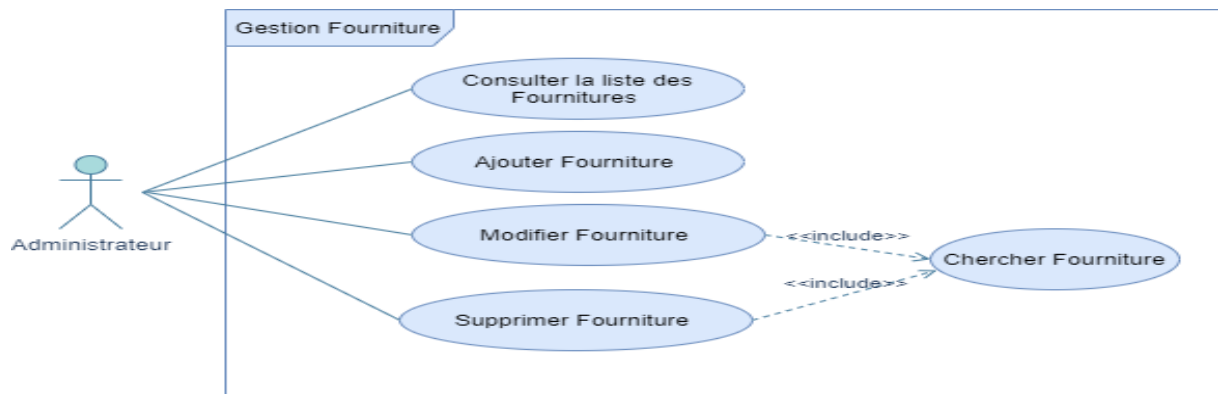 Gestion Fourniture
Consulter la liste des
Fournitures
Ajouter Fourniture
Administrateur
Modifier Fourniture
<<include>>
Chercher Fourniture
<<include>>
Supprimer Fourniture